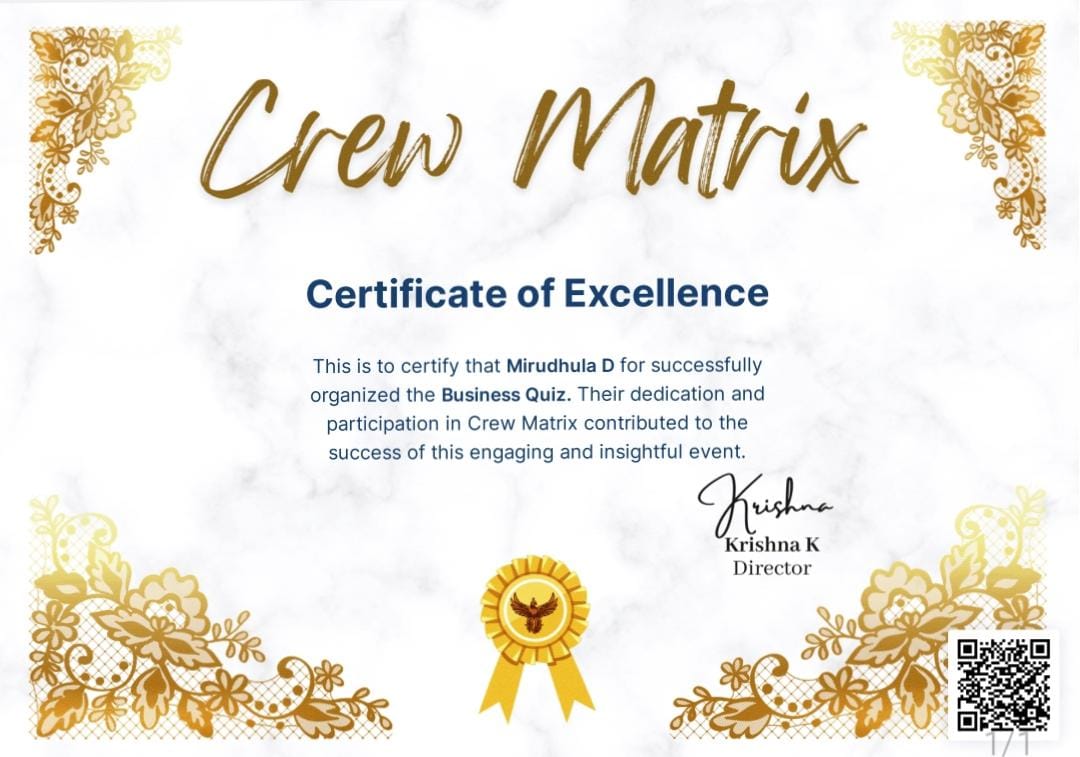 Crew Matrix
Certificate of Excellence
This is to certify that Mirudhula D for successfully
organized the Business Quiz. Their dedication and
participation in Crew Matrix contributed to the
success of this engaging and insightful event.
Krishna
Krishna K
Director
1/1